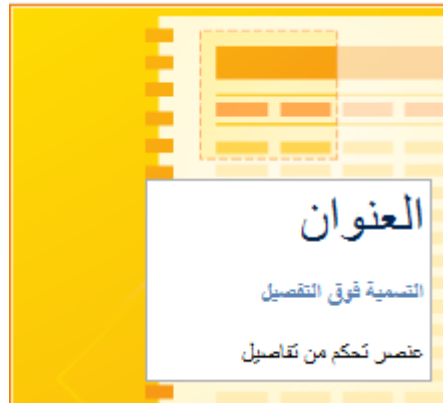 العنوان
التسمية فوق التفصيل
عنصر تحكم من تفاصيل